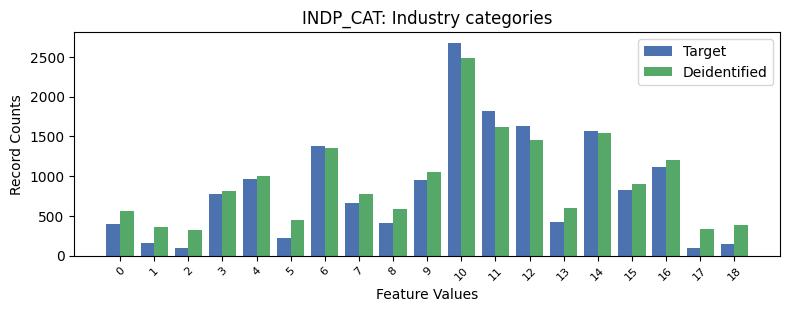 INDP_CAT: Industry categories
Target
Deidentified
Record Counts
2500
2000
1500
1000
500
0
0 1 2 3 4 5 6 7 8 9 10 11 12 13 14 15 16 17 18
Feature Values